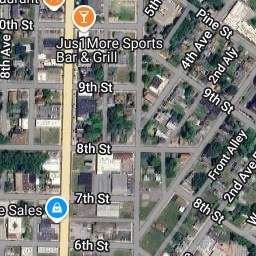 0th St
5th
Pine St
8th Ave
Just More Sports
Bar & Grill
4th Ave
2nd Aly
9th St
9th St
8th St
Front Alley
2nd Ave
7th St
e Sales
8th St
6th St